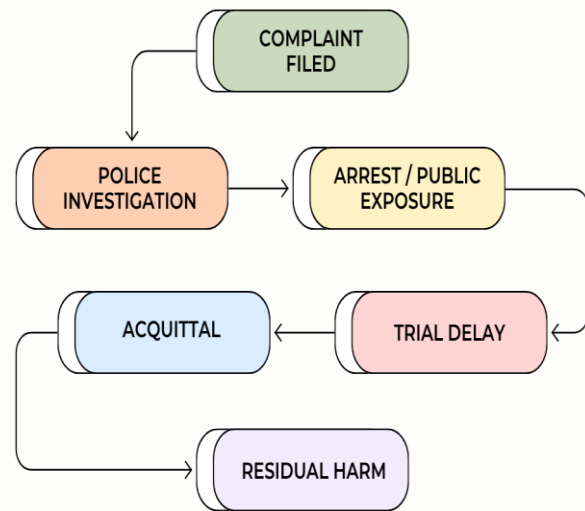 COMPLAINT
FILED
POLICE
INVESTIGATION
ARREST / PUBLIC
EXPOSURE
TRIAL DELAY
ACQUITTAL
RESIDUAL HARM